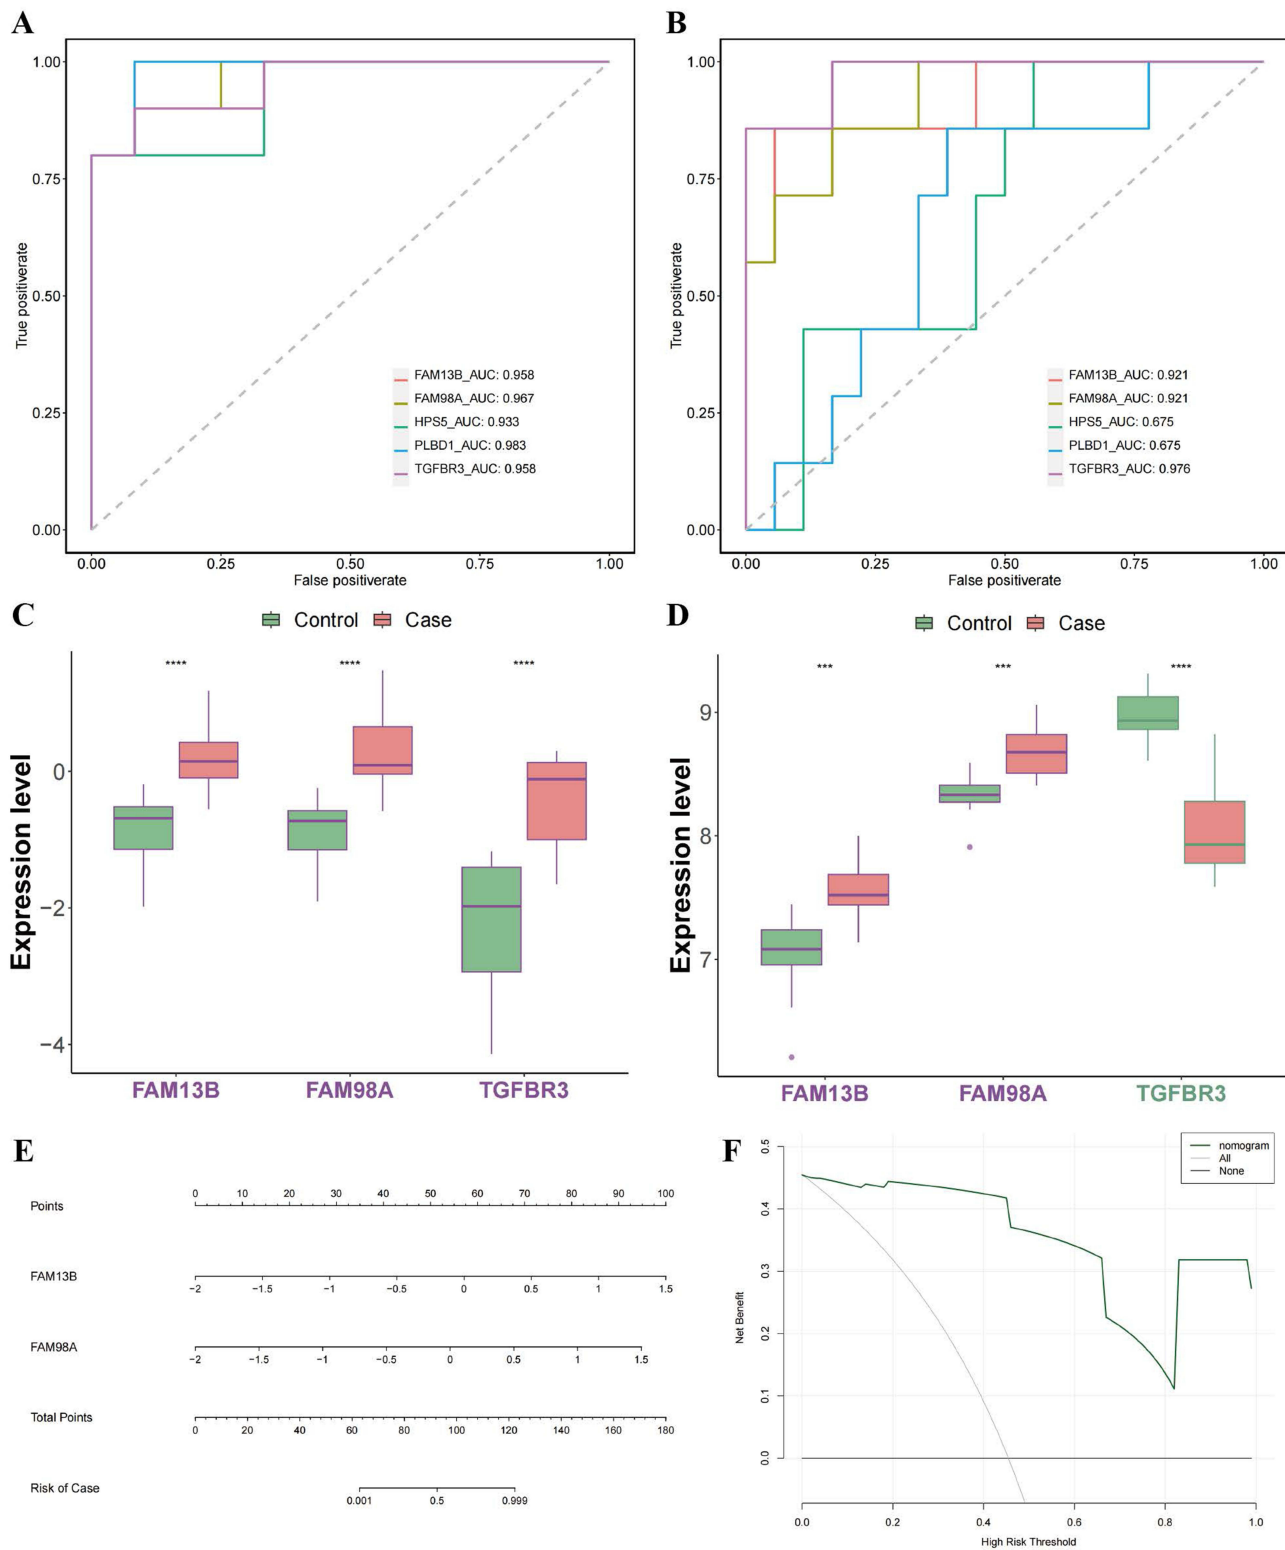 A
1.00
0.75
0.50
0.25
0.00
True positiverate
0.00 0.25 0.50 0.75 1.00
False positiverate
FAM13B_AUC: 0.958
FAM98A_AUC: 0.967
HPS5_AUC: 0.933
PLBD1_AUC: 0.983
TGFBR3_AUC: 0.958
B
1.00
0.75
0.50
0.25
0.00
True positiverate
0.00 0.25 0.50 0.75 1.00
False positiverate
FAM13B_AUC: 0.921
FAM98A_AUC: 0.921
HPS5_AUC: 0.675
PLBD1_AUC: 0.675
TGFBR3_AUC: 0.976
C
Control Case
**** **** ****
0
−2
−4
Expression level
FAM13B FAM98A TGFBR3
D
Control Case
*** *** ****
9
8
7
Expression level
FAM13B FAM98A TGFBR3
E
Points
0 10 20 30 40 50 60 70 80 90 100
FAM13B
−2 −1.5 −1 −0.5 0 0.5 1 1.5
FAM98A
−2 −1.5 −1 −0.5 0 0.5 1 1.5
Total Points
0 20 40 60 80 100 120 140 160 180
Risk of Case
0.001 0.5 0.999
F
nomogram
All
None
0.5
0.4
0.3
0.2
0.1
0.0
Net Benefit
0.0 0.2 0.4 0.6 0.8 1.0
High Risk Threshold